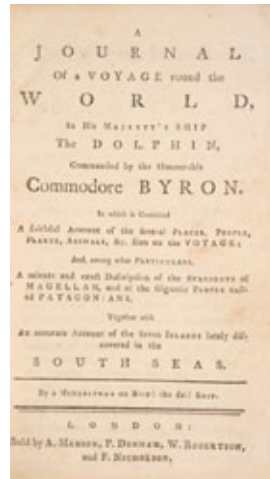 A
JOURNAL
Of a VOYAGE round the
WORLD,
In His MAJESTY'S SHIP
The DOLPHIN,
Commanded by the Honourable
Commodore BYRON.
In which is Contained
A faithful Account of the several PLACES, PEOPLE,
PLANTS, ANIMALS, &c. seen on the VOYAGE:
And, among other PARTICULARS,
A minute and exact Description of the STREIGHTS of
MAGELLAN, and of the Gigantic PEOPLE call-
ed PATAGONIANS.
Together with
An accurate Account of the Seven ISLANDS lately dis-
covered in the
SOUTH SEAS.
By a MIDSHIPMAN on Board the said SHIP.
LONDON:
Sold by A. P. DENHAM, W. ROBERTSON,
and F. NICHOLSON,